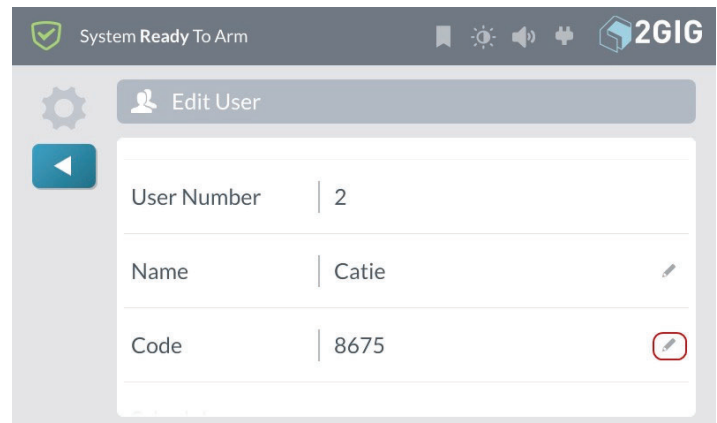 System Ready To Arm
2GIG
Edit User
User Number 2
Name Catie
Code 8675